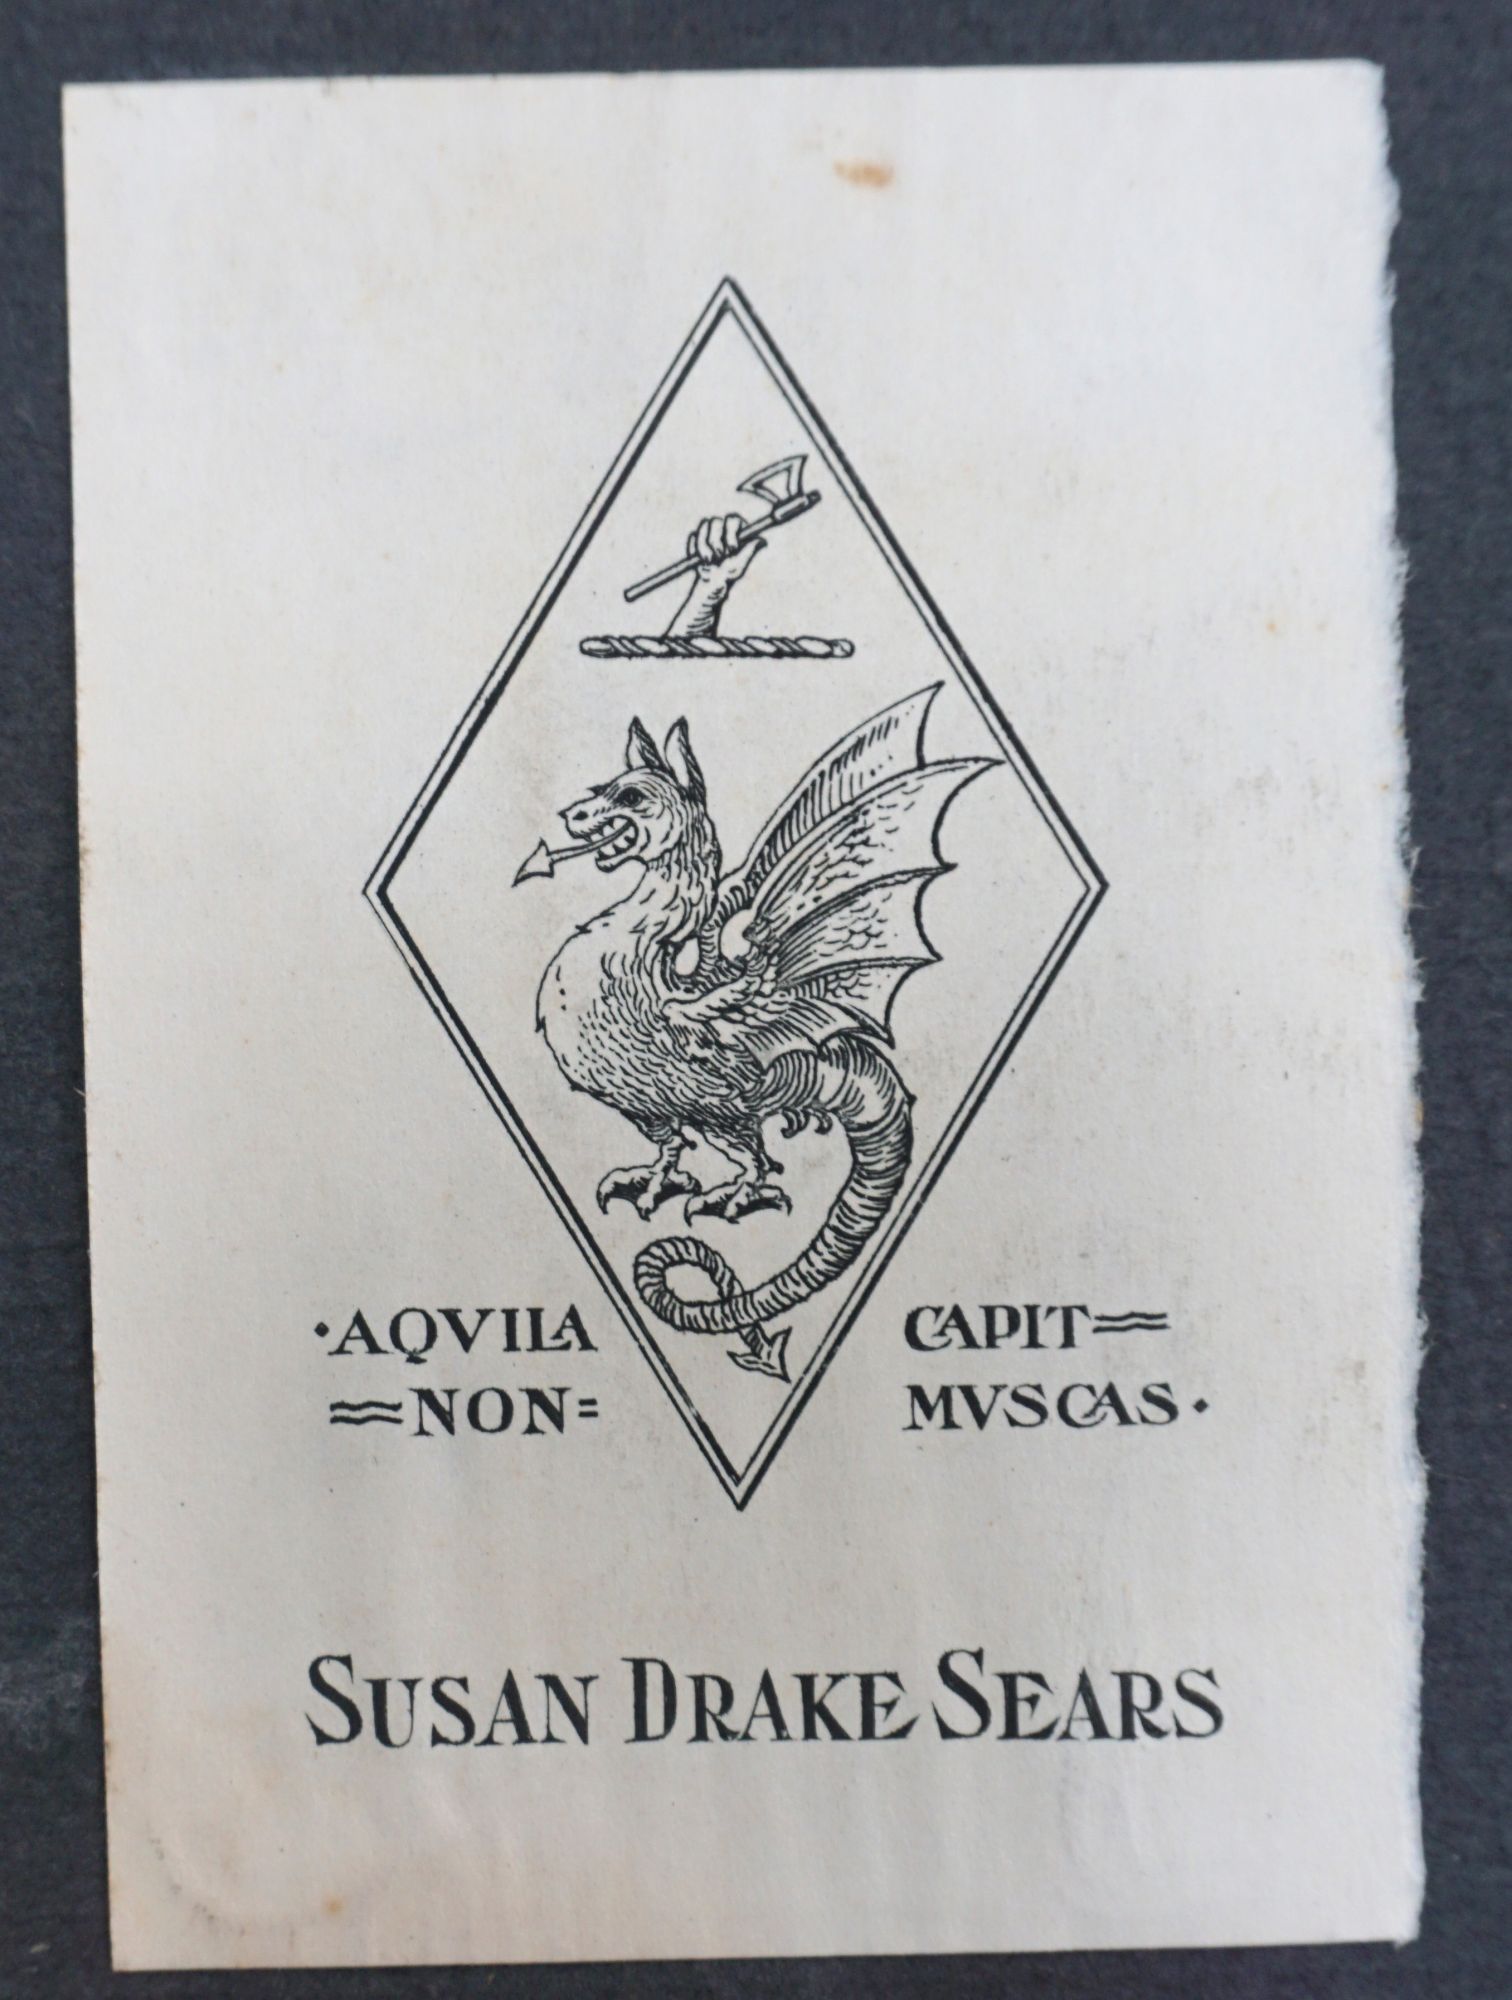 ·AQVILA CAPIT=
=NON= MVSCAS·
SUSAN DRAKE SEARS